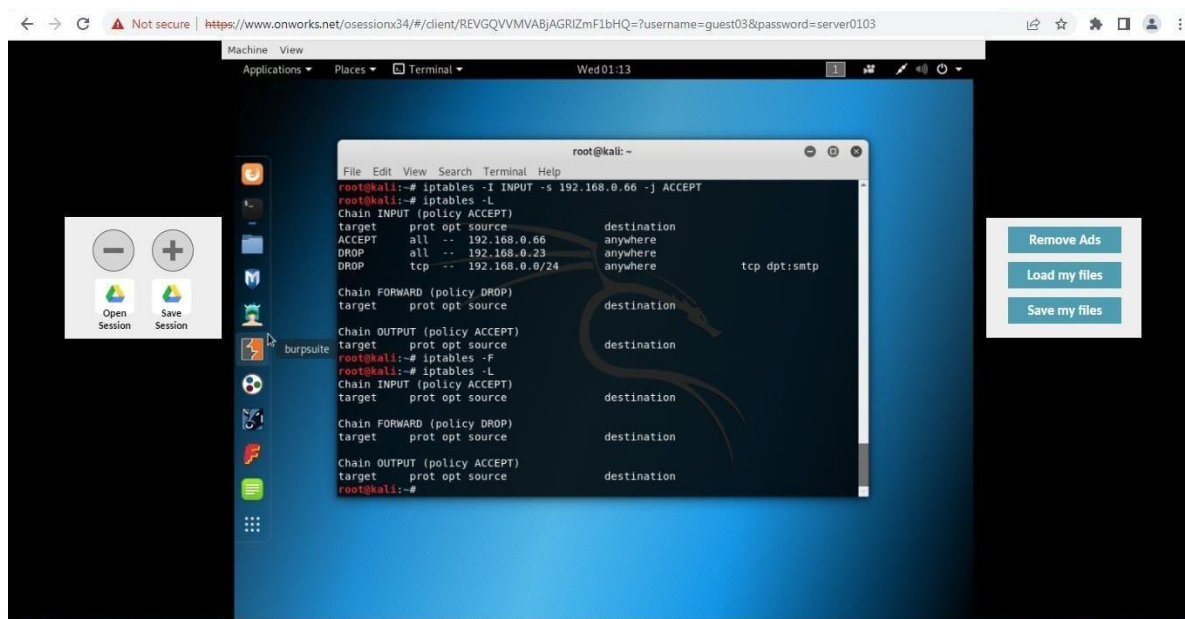 Not secure | https://www.onworks.net/osessionx34/#/client/REVGQVVMVABjAGRIZmF1bHQ=?username=guest03&password=server0103
Machine View
Applications Places Terminal Wed 01:13 1
root@kali: ~
File Edit View Search Terminal Help
root@kali:~# iptables -I INPUT -s 192.168.0.66 -j ACCEPT
root@kali:~# iptables -L
Chain INPUT (policy ACCEPT)
target prot opt source destination
ACCEPT all -- 192.168.0.66 anywhere
DROP all -- 192.168.0.23 anywhere
DROP tcp -- 192.168.0.0/24 anywhere tcp dpt:smtp
Chain FORWARD (policy DROP)
target prot opt source destination
Chain OUTPUT (policy ACCEPT)
target prot opt source destination
root@kali:~# iptables -F
root@kali:~# iptables -L
Chain INPUT (policy ACCEPT)
target prot opt source destination
Chain FORWARD (policy DROP)
target prot opt source destination
Chain OUTPUT (policy ACCEPT)
target prot opt source destination
root@kali:~#
burpsuite
Open Session
Save Session
Remove Ads
Load my files
Save my files